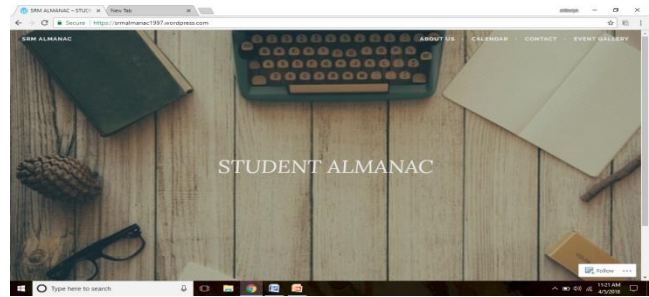 SRM ALMANAC – STUD
New Tab
Secure https://srmalmanac1997.wordpress.com
SRM ALMANAC
ABOUT US
CALENDAR
CONTACT
EVENT GALLERY
STUDENT ALMANAC
Follow
Type here to search
11:21 AM
4/5/2018